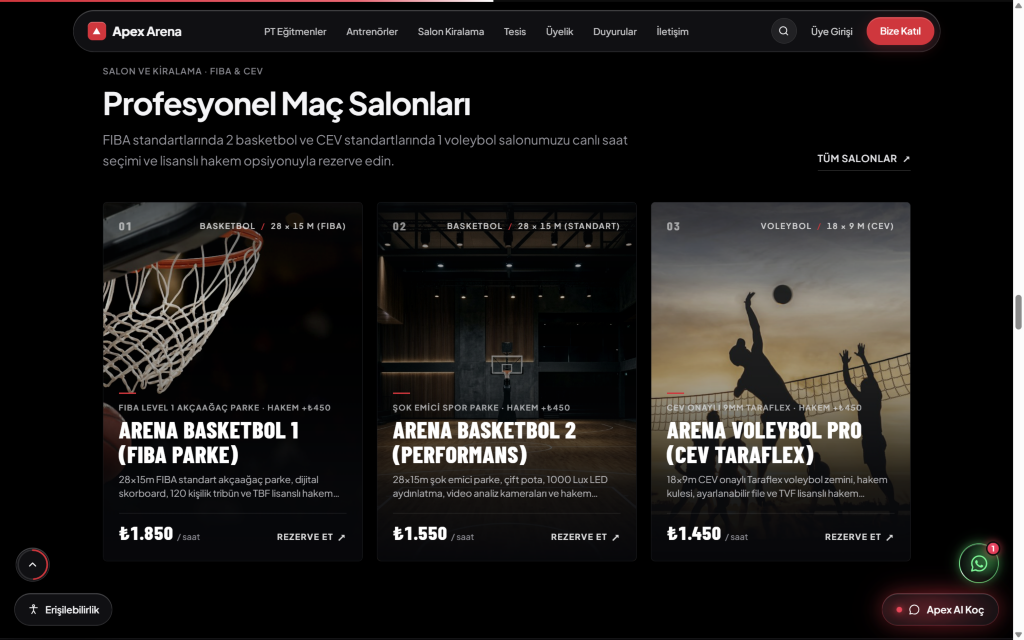 Apex Arena
PT Eğitmenler
Antrenörler
Salon Kiralama
Tesis
Üyelik
Duyurular
İletişim
Üye Girişi
Bize Katıl
SALON VE KİRALAMA · FIBA & CEV
Profesyonel Maç Salonları
FIBA standartlarında 2 basketbol ve CEV standartlarında 1 voleybol salonumuzu canlı saat
seçimi ve lisanslı hakem opsiyonuyla rezerve edin.
TÜM SALONLAR ↗
01
BASKETBOL / 28 × 15 M (FIBA)
FIBA LEVEL 1 AKÇAAĞAÇ PARKE · HAKEM +₺450
ARENA BASKETBOL 1
(FIBA PARKE)
28×15m FIBA standart akçaağaç parke, dijital
skorboard, 120 kişilik tribün ve TBF lisanslı hakem...
₺1.850 / saat
REZERVE ET ↗
02
BASKETBOL / 28 × 15 M (STANDART)
ŞOK EMİCİ SPOR PARKE · HAKEM +₺450
ARENA BASKETBOL 2
(PERFORMANS)
28×15m şok emici parke, çift pota, 1000 Lux LED
aydınlatma, video analiz kameraları ve hakem...
₺1.550 / saat
REZERVE ET ↗
03
VOLEYBOL / 18 × 9 M (CEV)
CEV ONAYLI 9MM TARAFLEX · HAKEM +₺450
ARENA VOLEYBOL PRO
(CEV TARAFLEX)
18×9m CEV onaylı Taraflex voleybol zemini, hakem
kulesi, ayarlanabilir file ve TVF lisanslı hakem...
₺1.450 / saat
REZERVE ET ↗
1
Erişilebilirlik
Apex AI Koç